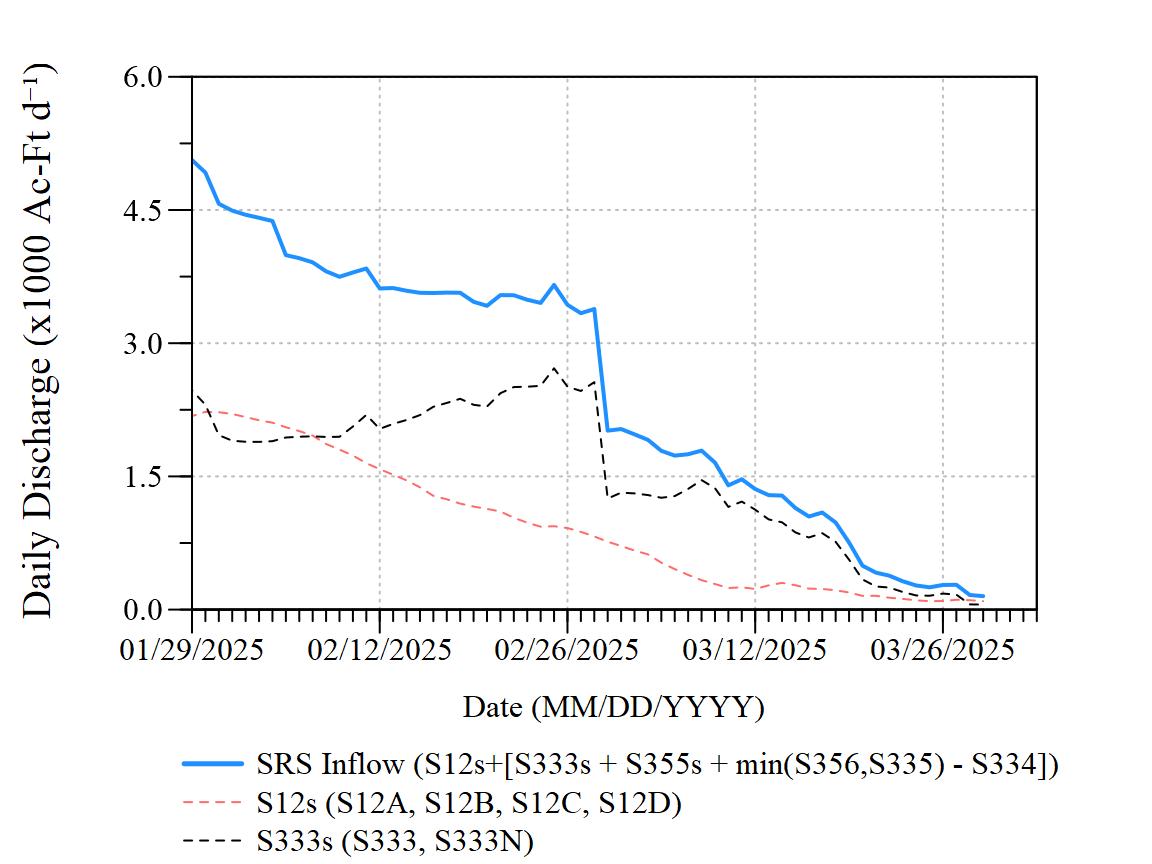 Daily Discharge (x1000 Ac-Ft d⁻¹)
6.0
4.5
3.0
1.5
0.0
01/29/2025 02/12/2025 02/26/2025 03/12/2025 03/26/2025
Date (MM/DD/YYYY)
SRS Inflow (S12s+[S333s + S355s + min(S356,S335) - S334])
S12s (S12A, S12B, S12C, S12D)
S333s (S333, S333N)